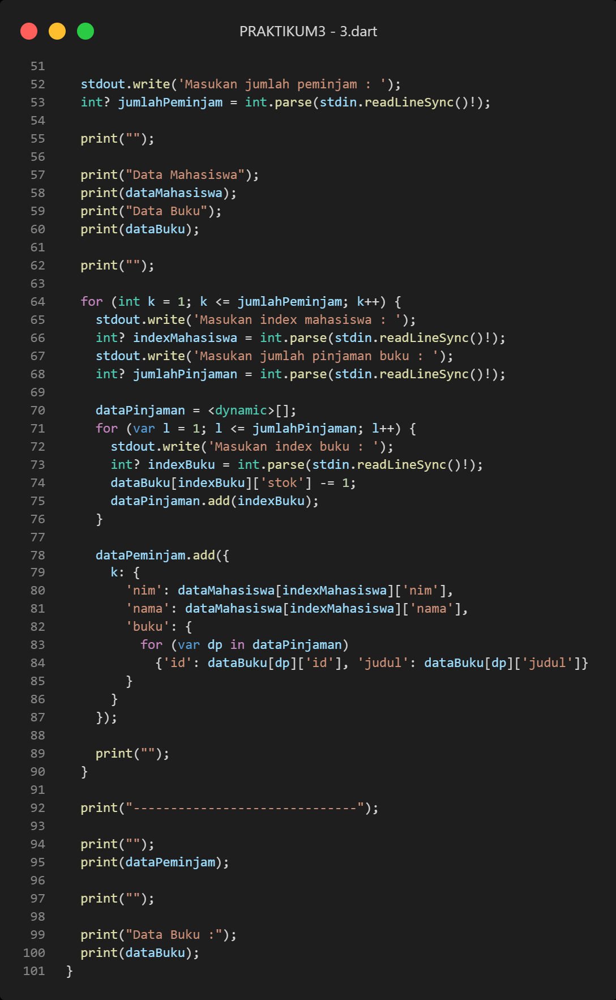 PRAKTIKUM3 - 3.dart
51
52 stdout.write('Masukan jumlah peminjam : ');
53 int? jumlahPeminjam = int.parse(stdin.readLineSync()!);
54
55 print("");
56
57 print("Data Mahasiswa");
58 print(dataMahasiswa);
59 print("Data Buku");
60 print(dataBuku);
61
62 print("");
63
64 for (int k = 1; k <= jumlahPeminjam; k++) {
65 stdout.write('Masukan index mahasiswa : ');
66 int? indexMahasiswa = int.parse(stdin.readLineSync()!);
67 stdout.write('Masukan jumlah pinjaman buku : ');
68 int? jumlahPinjaman = int.parse(stdin.readLineSync()!);
69
70 dataPinjaman = <dynamic>[];
71 for (var l = 1; l <= jumlahPinjaman; l++) {
72 stdout.write('Masukan index buku : ');
73 int? indexBuku = int.parse(stdin.readLineSync()!);
74 dataBuku[indexBuku]['stok'] -= 1;
75 dataPinjaman.add(indexBuku);
76 }
77
78 dataPeminjam.add({
79 k: {
80 'nim': dataMahasiswa[indexMahasiswa]['nim'],
81 'nama': dataMahasiswa[indexMahasiswa]['nama'],
82 'buku': {
83 for (var dp in dataPinjaman)
84 {'id': dataBuku[dp]['id'], 'judul': dataBuku[dp]['judul']}
85 }
86 }
87 });
88
89 print("");
90 }
91
92 print("------------------------------");
93
94 print("");
95 print(dataPeminjam);
96
97 print("");
98
99 print("Data Buku :");
100 print(dataBuku);
101 }